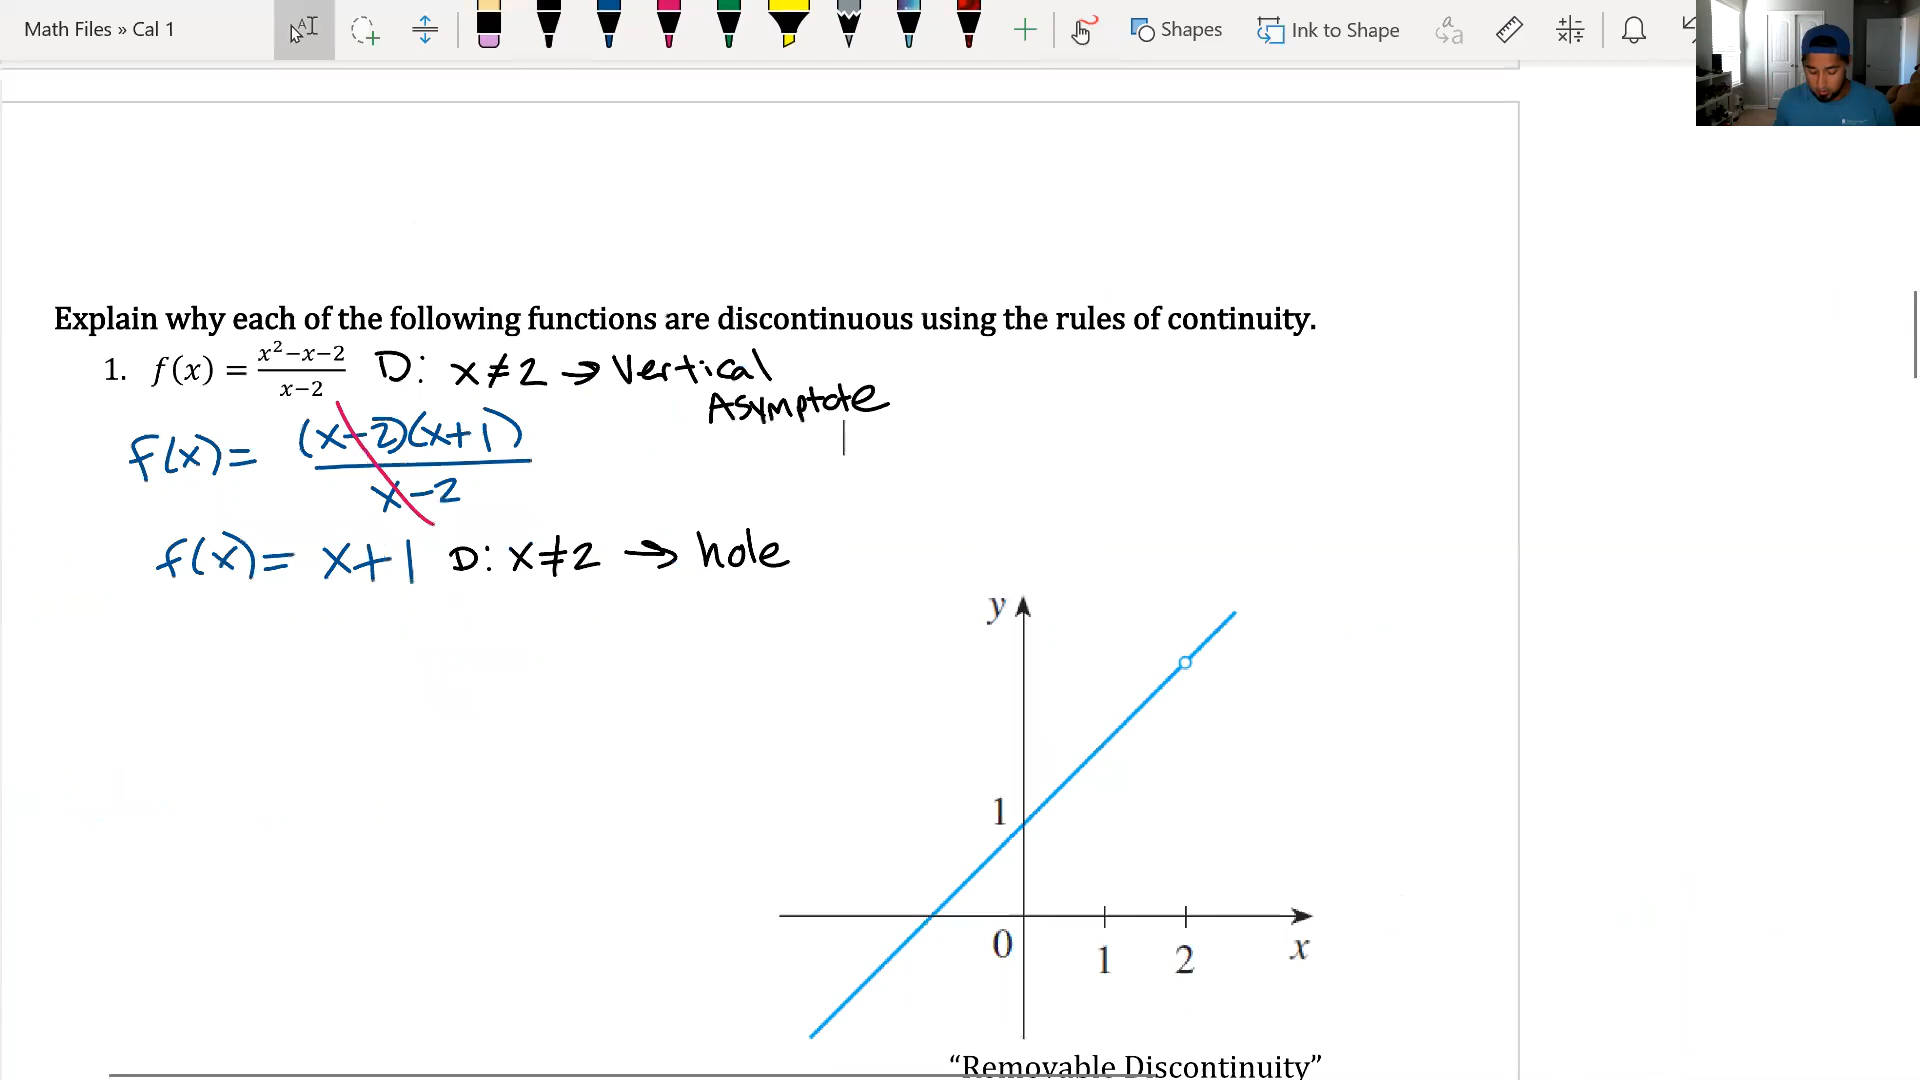 Math Files » Cal 1
Shapes
Ink to Shape
Explain why each of the following functions are discontinuous using the rules of continuity.
1. f(x) = \frac{x²−x−2}{x−2} D: x≠2 → Vertical
Asymptote
f(x)= \frac{(x−2)(x+1)}{x−2}
f(x)= x+1 D: x≠2 → hole
y
1
0 1 2 x
“Removable Discontinuity”